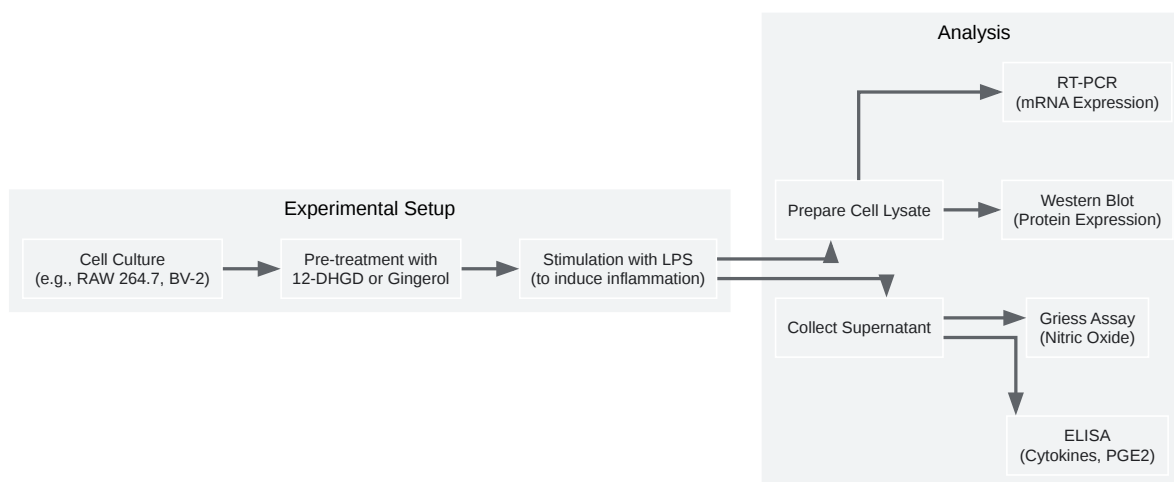 Experimental Setup
Cell Culture
(e.g., RAW 264.7, BV-2)
Pre-treatment with
12-DHGD or Gingerol
Stimulation with LPS
(to induce inflammation)
Analysis
Prepare Cell Lysate
RT-PCR
(mRNA Expression)
Western Blot
(Protein Expression)
Collect Supernatant
Griess Assay
(Nitric Oxide)
ELISA
(Cytokines, PGE2)